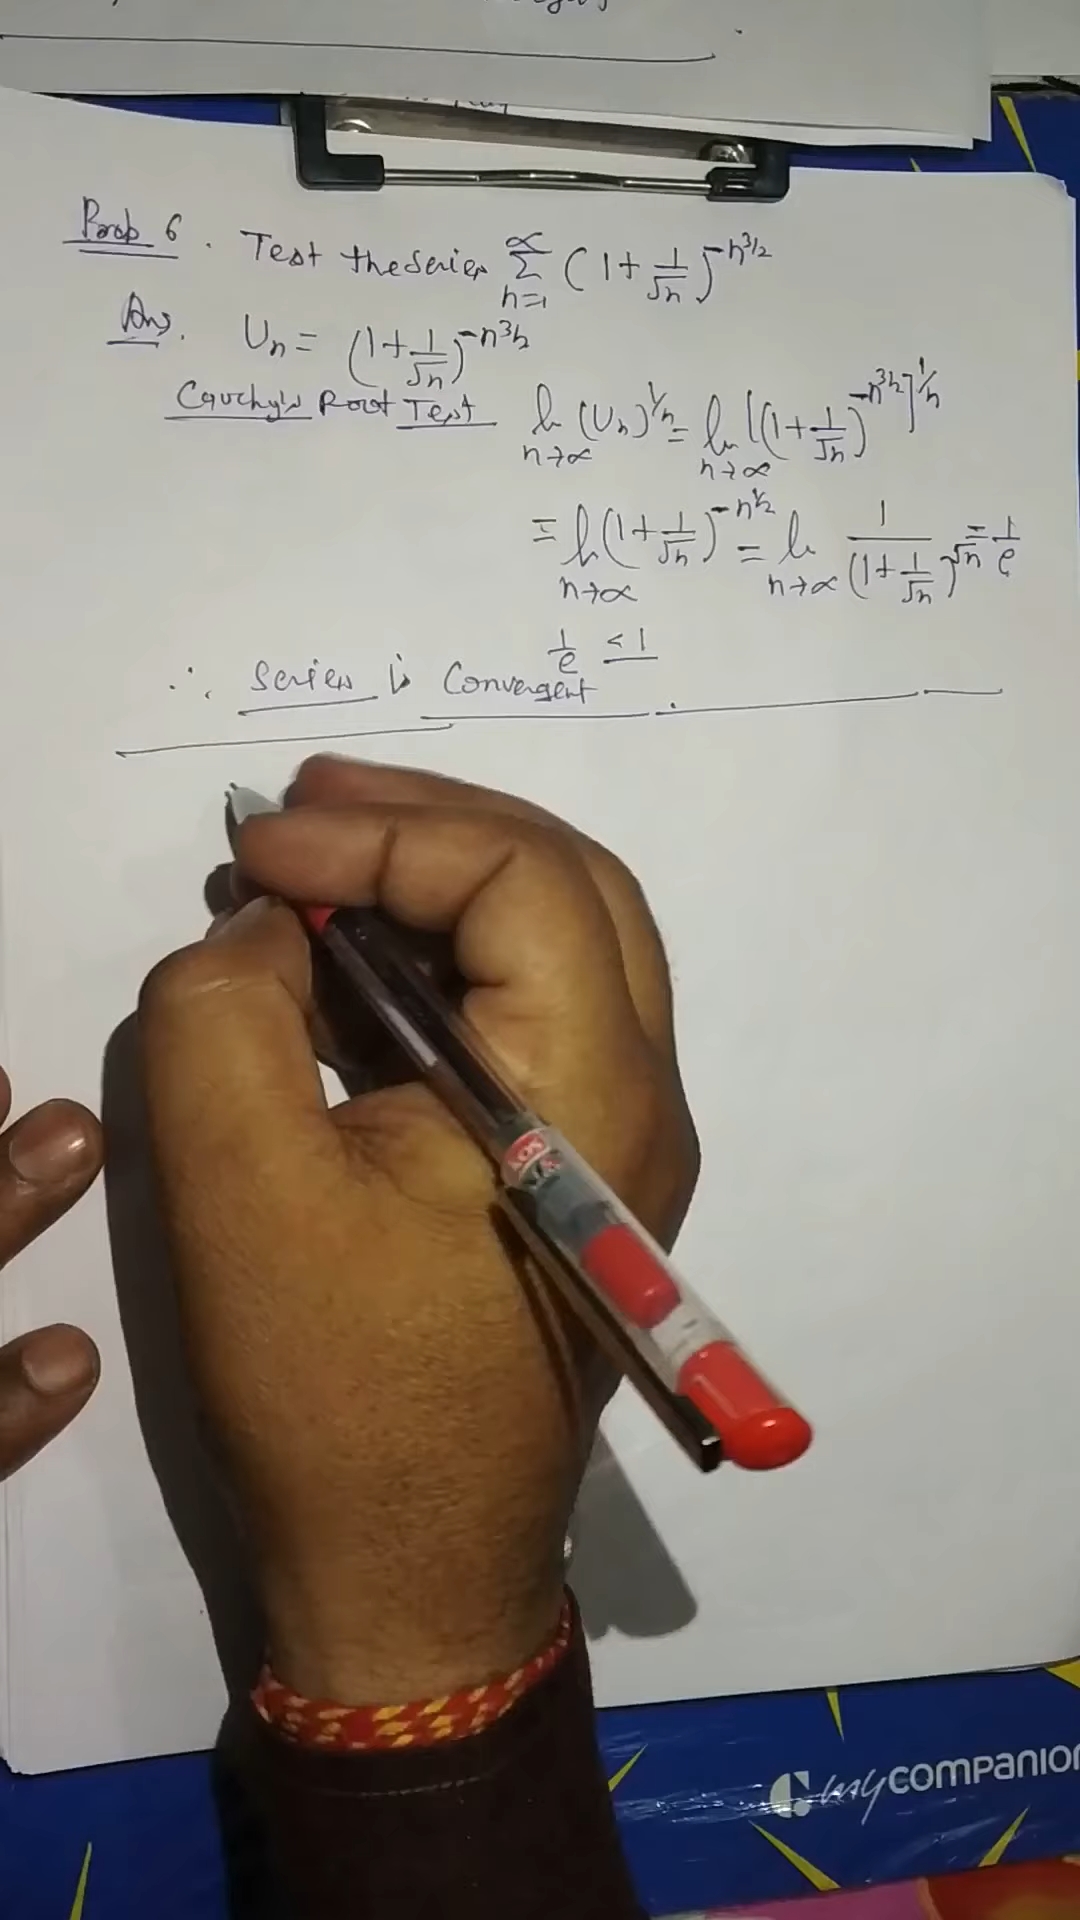 Prob 6. Test the series ∑_{n=1}^{∞} (1+1/√n)^{-n^{3/2}}
Ans. U_n = (1+1/√n)^{-n^{3/2}}
Cauchy's Root Test lim_{n→∞} (U_n)^{1/n} = lim_{n→∞} [(1+1/√n)^{-n^{3/2}}]^{1/n}
= lim_{n→∞} (1+1/√n)^{-n^{1/2}} = lim_{n→∞} 1/(1+1/√n)^{√n} = 1/e
1/e < 1
∴ Series is Convergent.
mycompanion